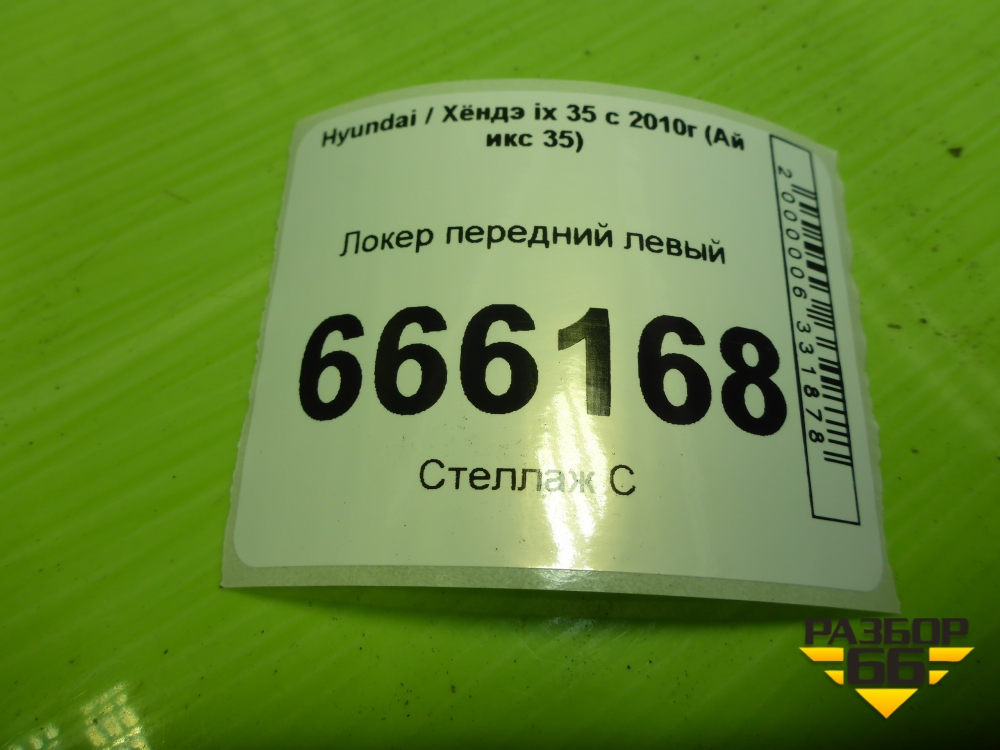 Hyundai / Хёндэ ix 35 с 2010г (Ай
икс 35)
Локер передний левый
666168
Стеллаж С
2000006331878
РАЗБОР
66